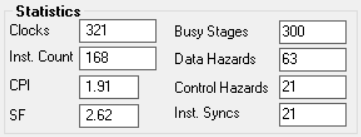 Statistics
Clocks 321 Busy Stages 300
Inst. Count 168 Data Hazards 63
CPI 1.91 Control Hazards 21
SF 2.62 Inst. Syncs 21